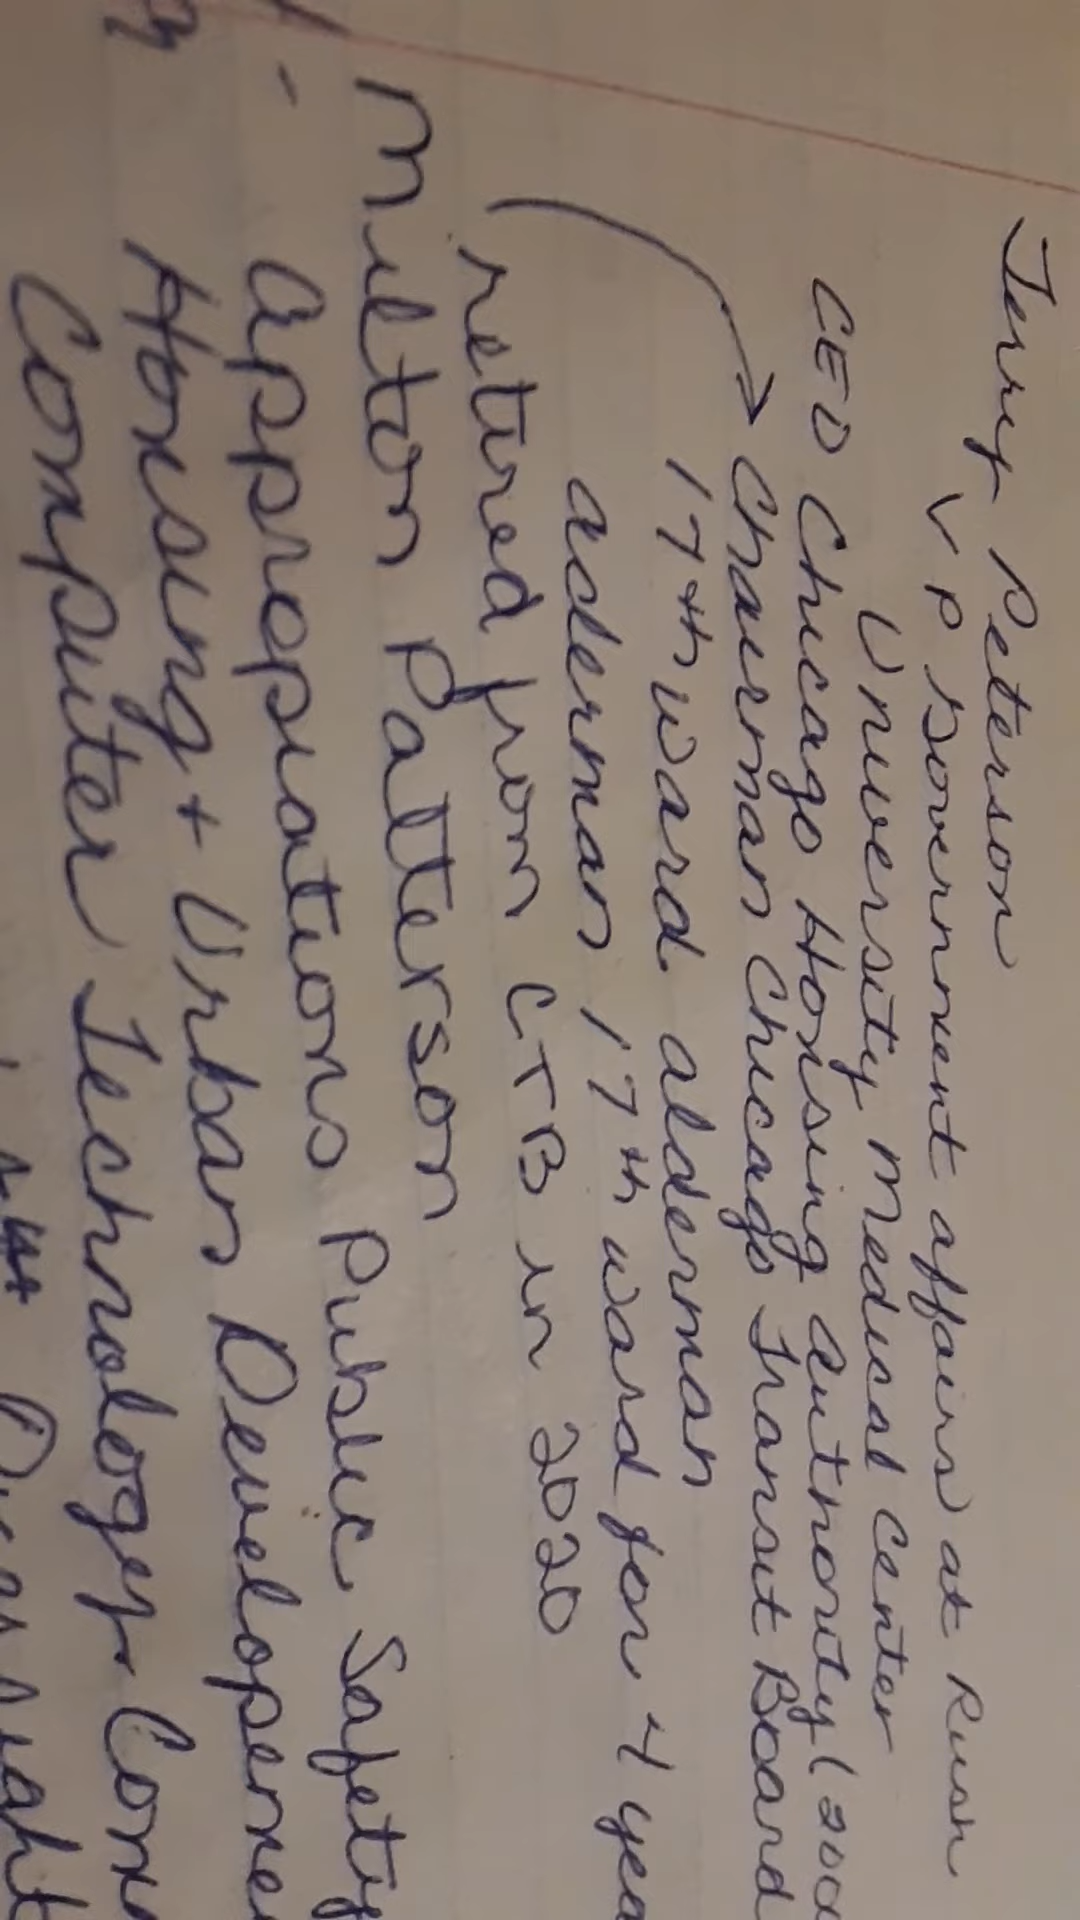 Terry Peterson
VP Government affairs at Rush
University Medical Center
CEO Chicago Housing Authority (200
Chairman Chicago Transit Board
17th ward alderman
alderman 17th ward for 4 yea
retired from CTB in 2020
Milton Patterson
- Appropriations Public Safety
Housing + Urban Developme
Computer Technology, Com